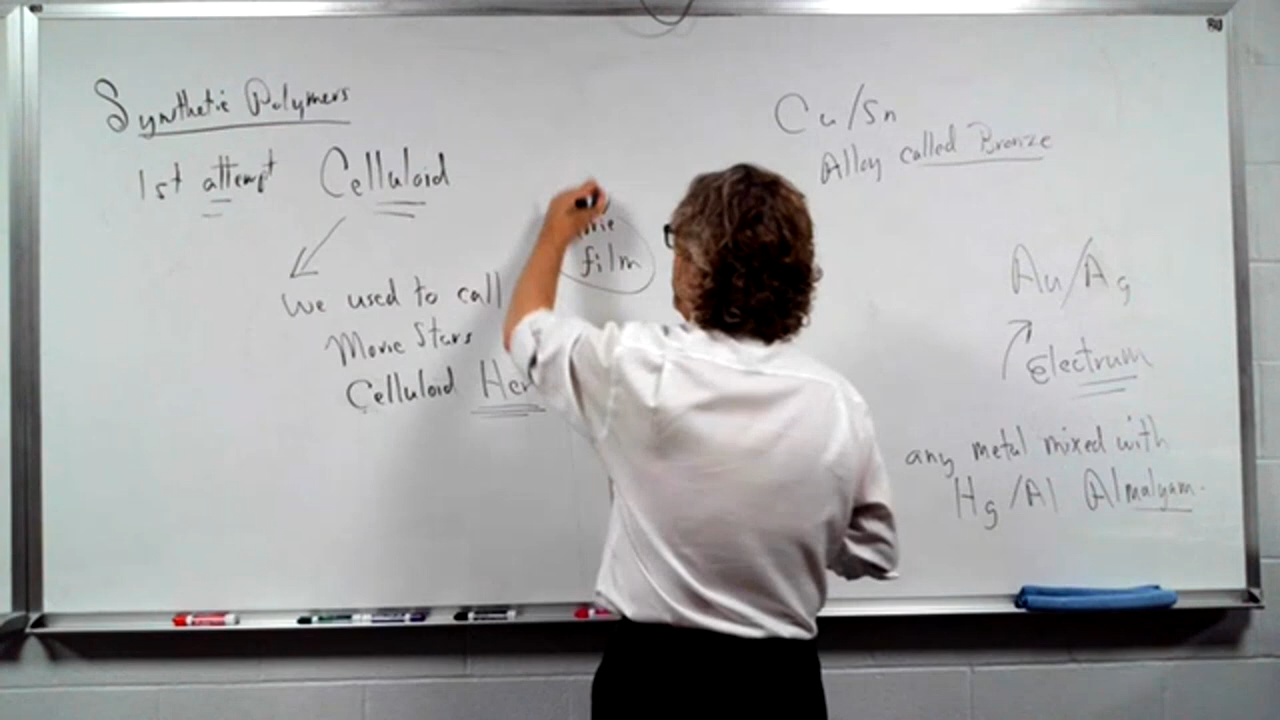 Synthetic Polymers
1st attempt Celluloid
we used to call
Movie Stars
Celluloid
film
Cu/Sn
Alloy called Bronze
Au/Ag
Electrum
any metal mixed with
Hg/Al Almalgam.